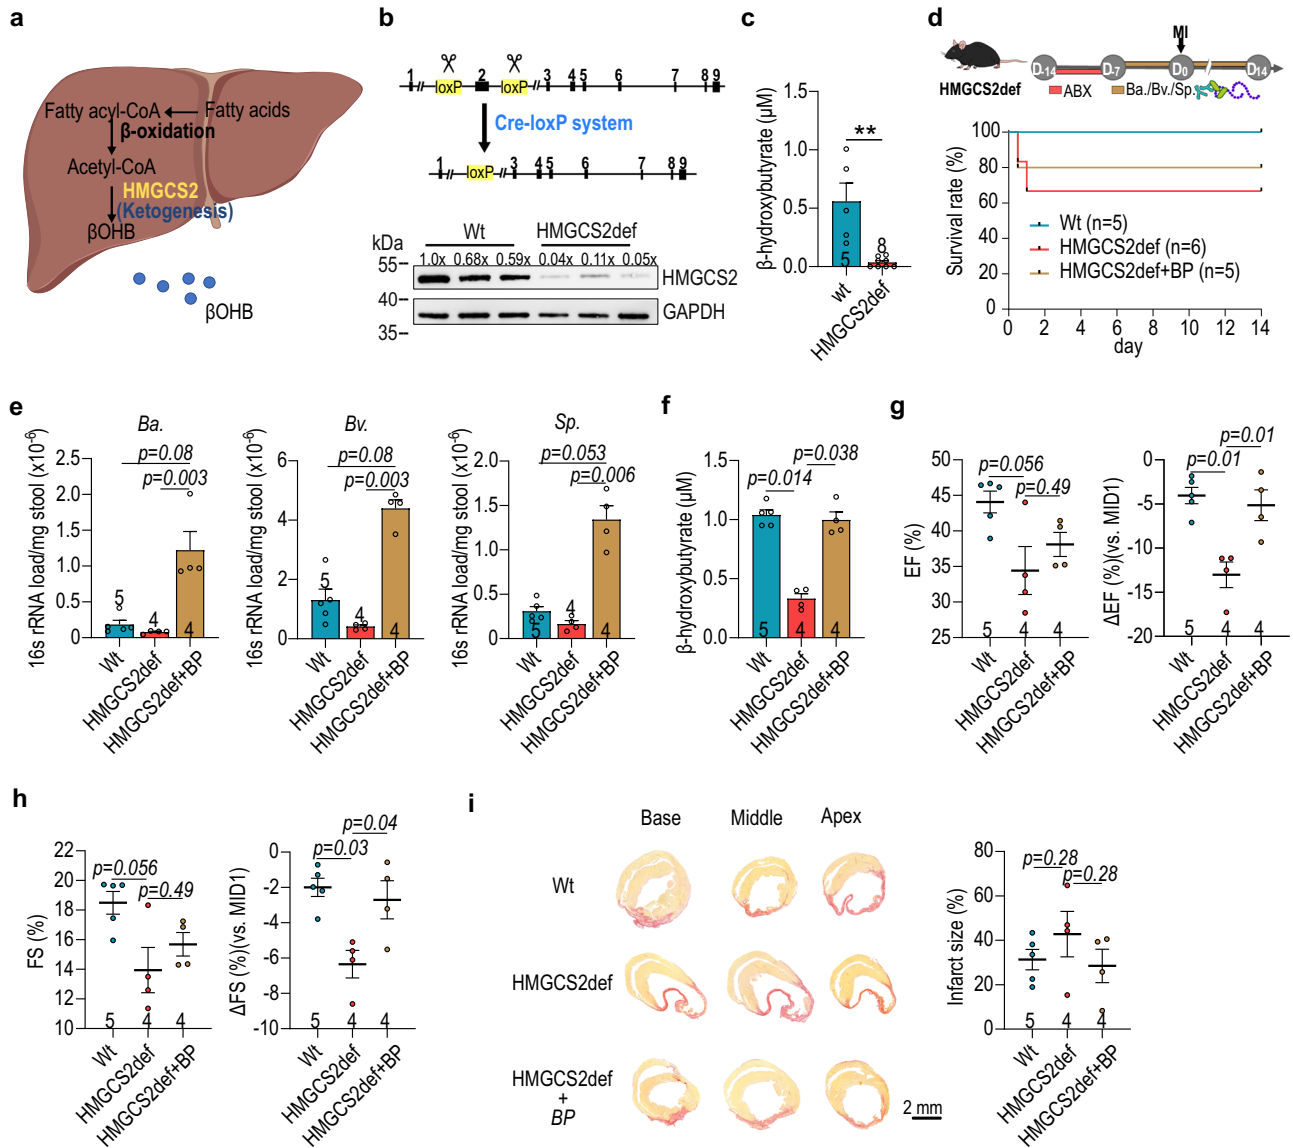 a
Fatty acyl-CoA
Fatty acids
β-oxidation
Acetyl-CoA
HMGCS2
(Ketogenesis)
βOHB
βOHB
b
1 2 3 4 5 6 7 8 9
loxP loxP
Cre-loxP system
1 loxP 3 4 5 6 7 8 9
kDa Wt HMGCS2def
1.0x 0.68x 0.59x 0.04x 0.11x 0.05x
55
HMGCS2
40
GAPDH
35
c
β-hydroxybutyrate (µM)
1.0
0.5
0.0
**
5
wt
HMGCS2def
d
MI
D-14 D-7 D0 D14
HMGCS2def
ABX
Ba./Bv./Sp.
Survival rate (%)
100
80
60
40
80
0
Wt (n=5)
HMGCS2def (n=6)
HMGCS2def+BP (n=5)
0 2 4 6 8 10 12 14
day
e
Ba.
16s rRNA load/mg stool (x10-6)
p=0.08
p=0.003
2.5
2.0
1.5
1.0
0.5
0
5 4 4
Wt
HMGCS2def
HMGCS2def+BP
Bv.
16s rRNA load/mg stool (x10-6)
p=0.08
p=0.003
6
4
2
0
5 4 4
Wt
HMGCS2def
HMGCS2def+BP
Sp.
16s rRNA load/mg stool (x10-6)
p=0.053
p=0.006
2.0
1.5
1.0
0.5
0.0
5 4 4
Wt
HMGCS2def
HMGCS2def+BP
f
β-hydroxybutyrate (µM)
p=0.038
p=0.014
1.5
1.0
0.5
0.0
5 4 4
Wt
HMGCS2def
HMGCS2def+BP
g
EF (%)
p=0.056
p=0.49
50
45
40
35
30
25
5 4 4
Wt
HMGCS2def
HMGCS2def+BP
ΔEF (%)(vs. MID1)
p=0.01
p=0.01
0
-5
-10
-15
-20
5 4 4
Wt
HMGCS2def
HMGCS2def+BP
h
FS (%)
p=0.056
p=0.49
22
20
18
16
14
12
10
5 4 4
Wt
HMGCS2def
HMGCS2def+BP
ΔFS (%)(vs. MID1)
p=0.04
p=0.03
0
-2
-4
-6
-8
-10
5 4 4
Wt
HMGCS2def
HMGCS2def+BP
i
Base Middle Apex
Wt
HMGCS2def
HMGCS2def
+
BP
2 mm
Infarct size (%)
p=0.28
p=0.28
80
60
40
20
0
5 4 4
Wt
HMGCS2def
HMGCS2def+BP